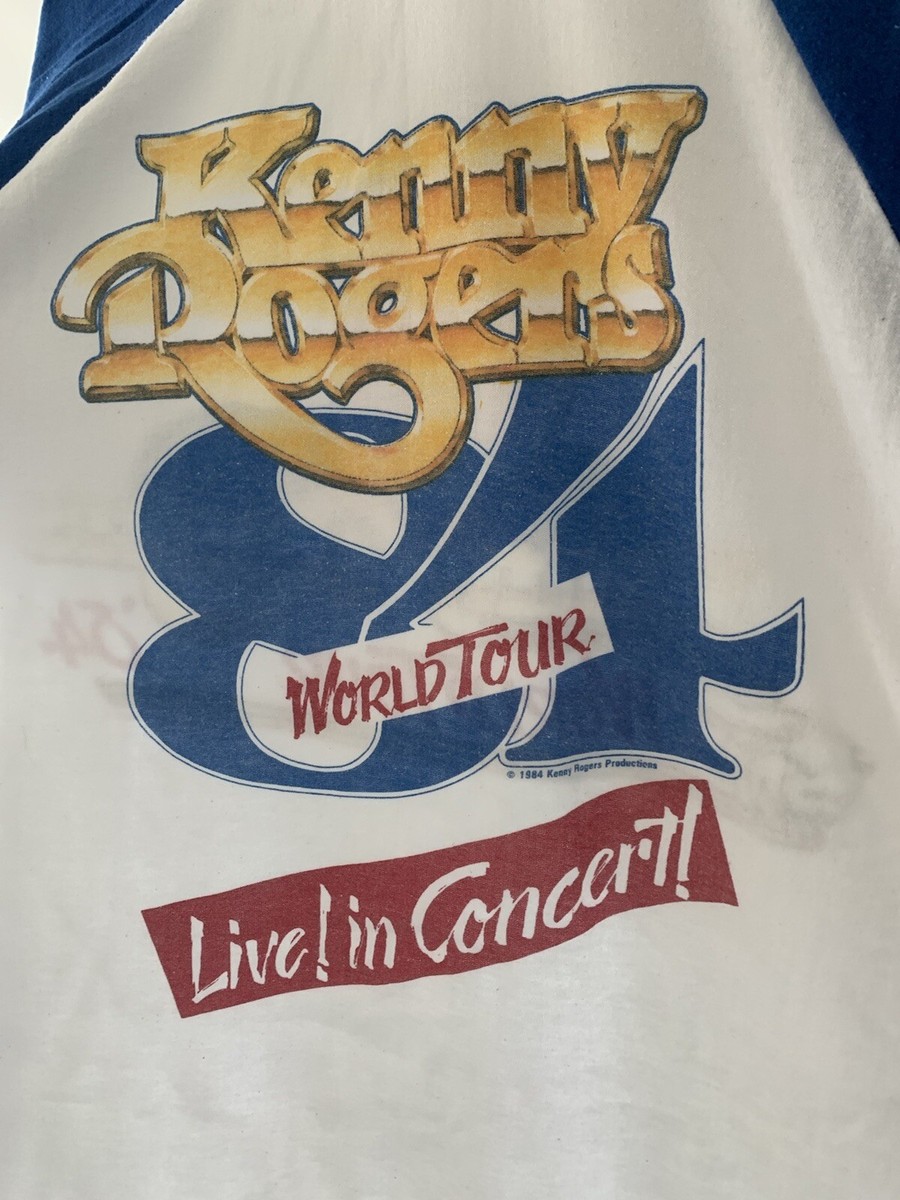 Kenny
Rogers
84
WORLD TOUR
© 1984 Kenny Rogers Productions
Live! in Concert!